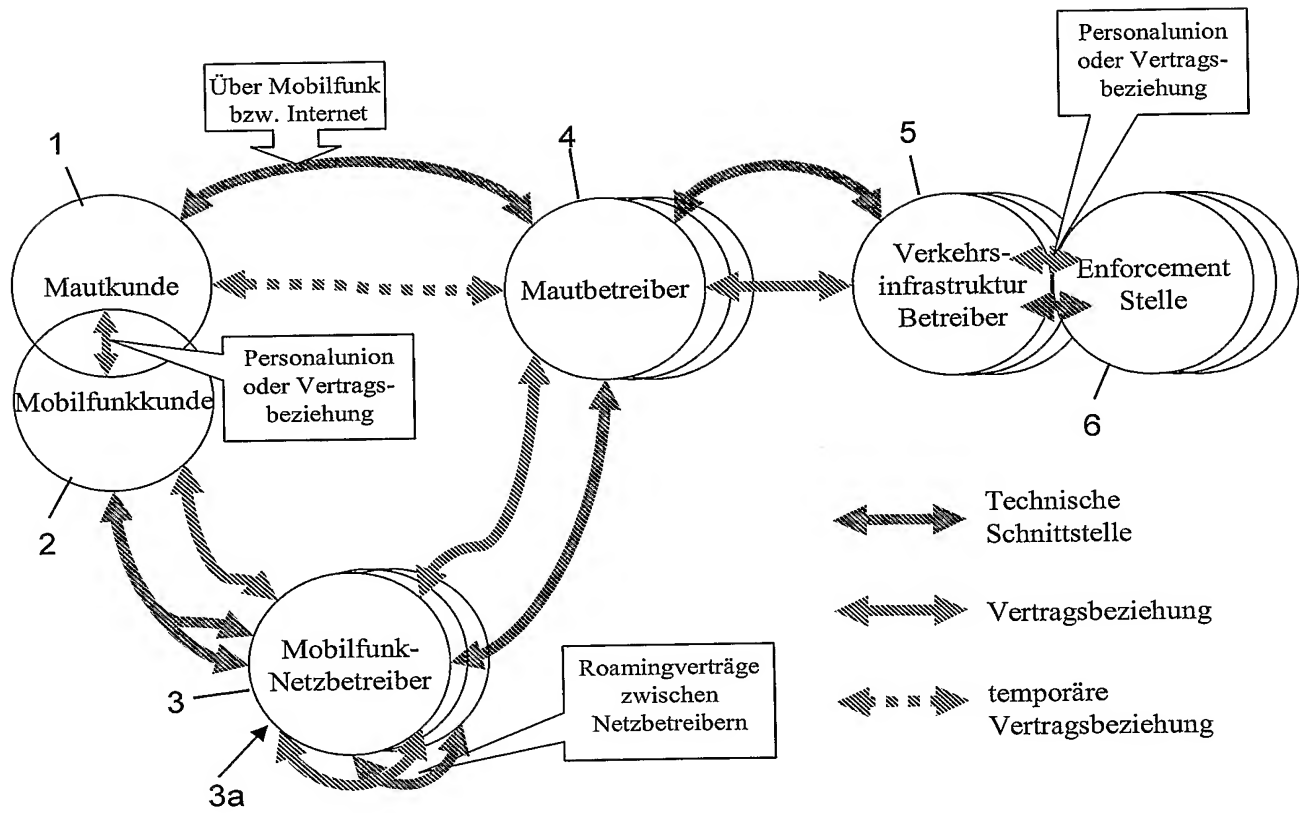 Personalunion
oder Vertrags-
beziehung
Über Mobilfunk
bzw. Internet
1
4
5
Mautkunde
Mautbetreiber
Verkehrs-
infrastruktur
Betreiber
Enforcement
Stelle
Personalunion
oder Vertrags-
beziehung
Mobilfunkkunde
6
2
Technische
Schnittstelle
Vertragsbeziehung
Mobilfunk-
Netzbetreiber
3
3a
Roamingverträge
zwischen
Netzbetreibern
temporäre
Vertragsbeziehung